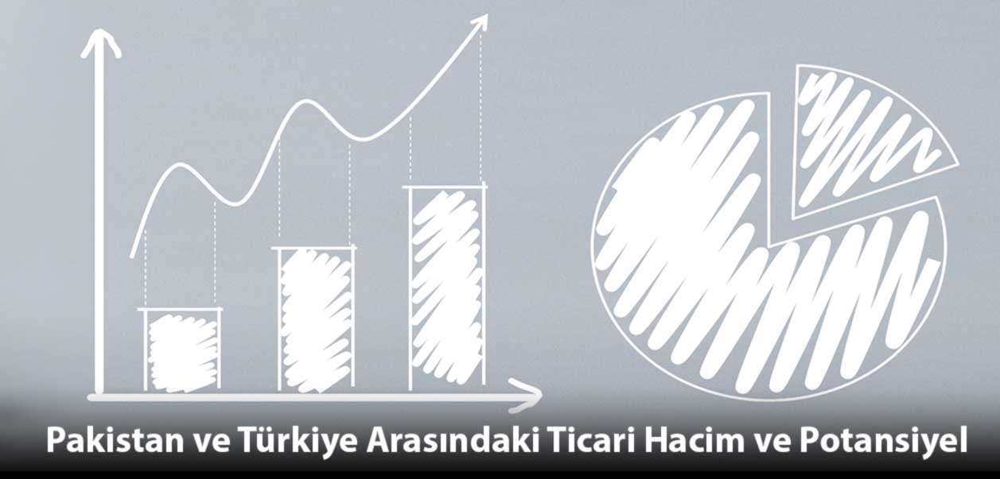 Pakistan ve Türkiye Arasındaki Ticari Hacim ve Potansiyel